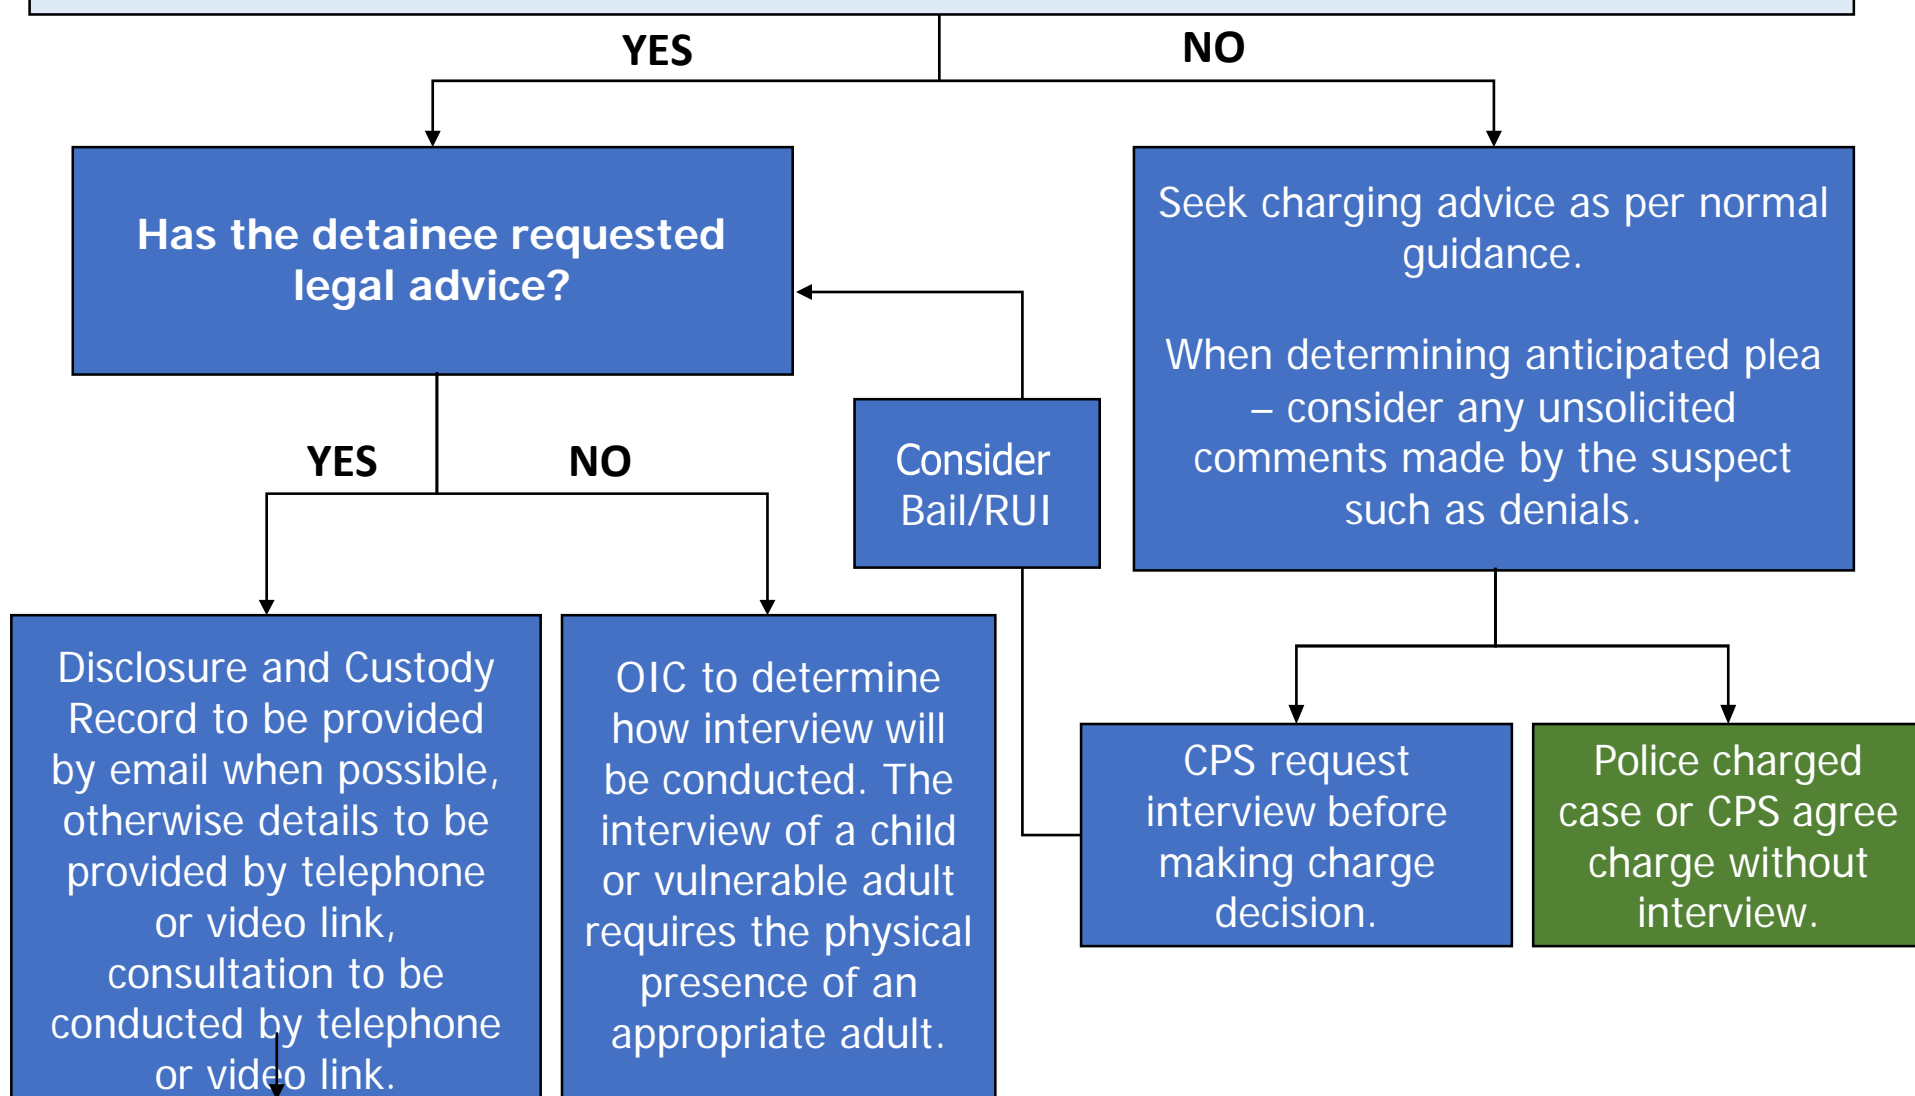 YES
NO
Has the detainee requested
legal advice?
Seek charging advice as per normal
guidance.
When determining anticipated plea
– consider any unsolicited
comments made by the suspect
such as denials.
Consider
Bail/RUI
YES
NO
Disclosure and Custody
Record to be provided
by email when possible,
otherwise details to be
provided by telephone
or video link,
consultation to be
conducted by telephone
or video link.
OIC to determine
how interview will
be conducted. The
interview of a child
or vulnerable adult
requires the physical
presence of an
appropriate adult.
CPS request
interview before
making charge
decision.
Police charged
case or CPS agree
charge without
interview.